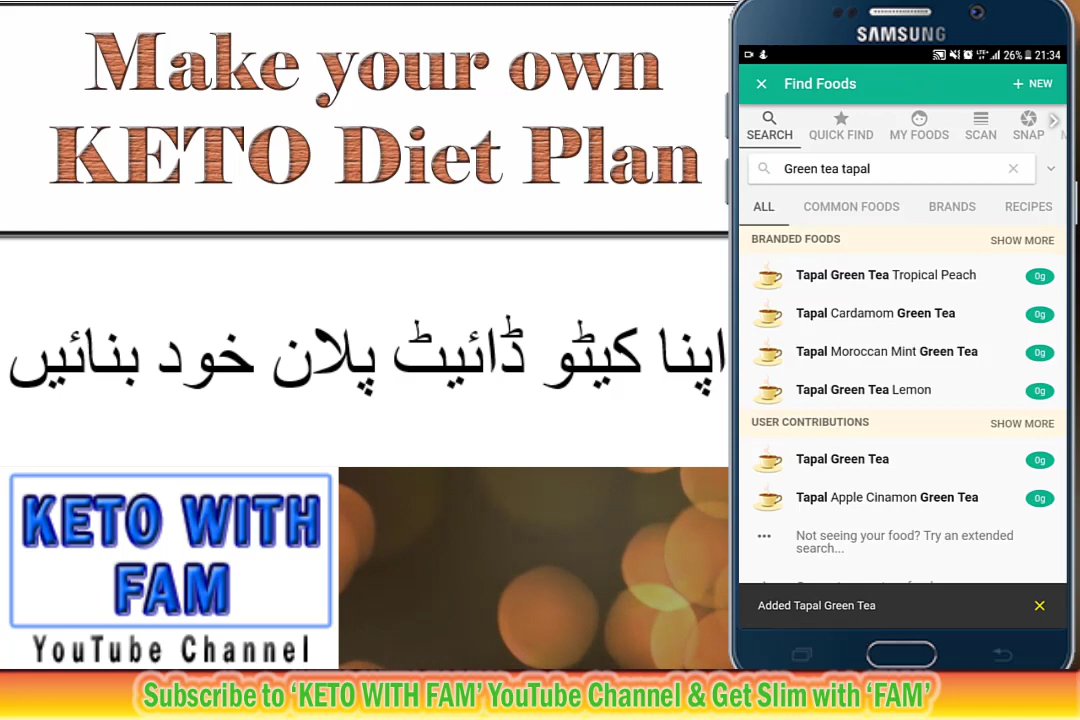 Make your own
KETO Diet Plan
اپنا کیٹو ڈائیٹ پلان خود بنائیں
KETO WITH
FAM
YouTube Channel
SAMSUNG
26% 21:34
Find Foods
+ NEW
SEARCH
QUICK FIND
MY FOODS
SCAN
SNAP
Green tea tapal
ALL
COMMON FOODS
BRANDS
RECIPES
BRANDED FOODS
SHOW MORE
Tapal Green Tea Tropical Peach 0g
Tapal Cardamom Green Tea 0g
Tapal Moroccan Mint Green Tea 0g
Tapal Green Tea Lemon 0g
USER CONTRIBUTIONS
SHOW MORE
Tapal Green Tea 0g
Tapal Apple Cinamon Green Tea 0g
Not seeing your food? Try an extended
search...
Added Tapal Green Tea
Subscribe to ‘KETO WITH FAM’ YouTube Channel & Get Slim with ‘FAM’